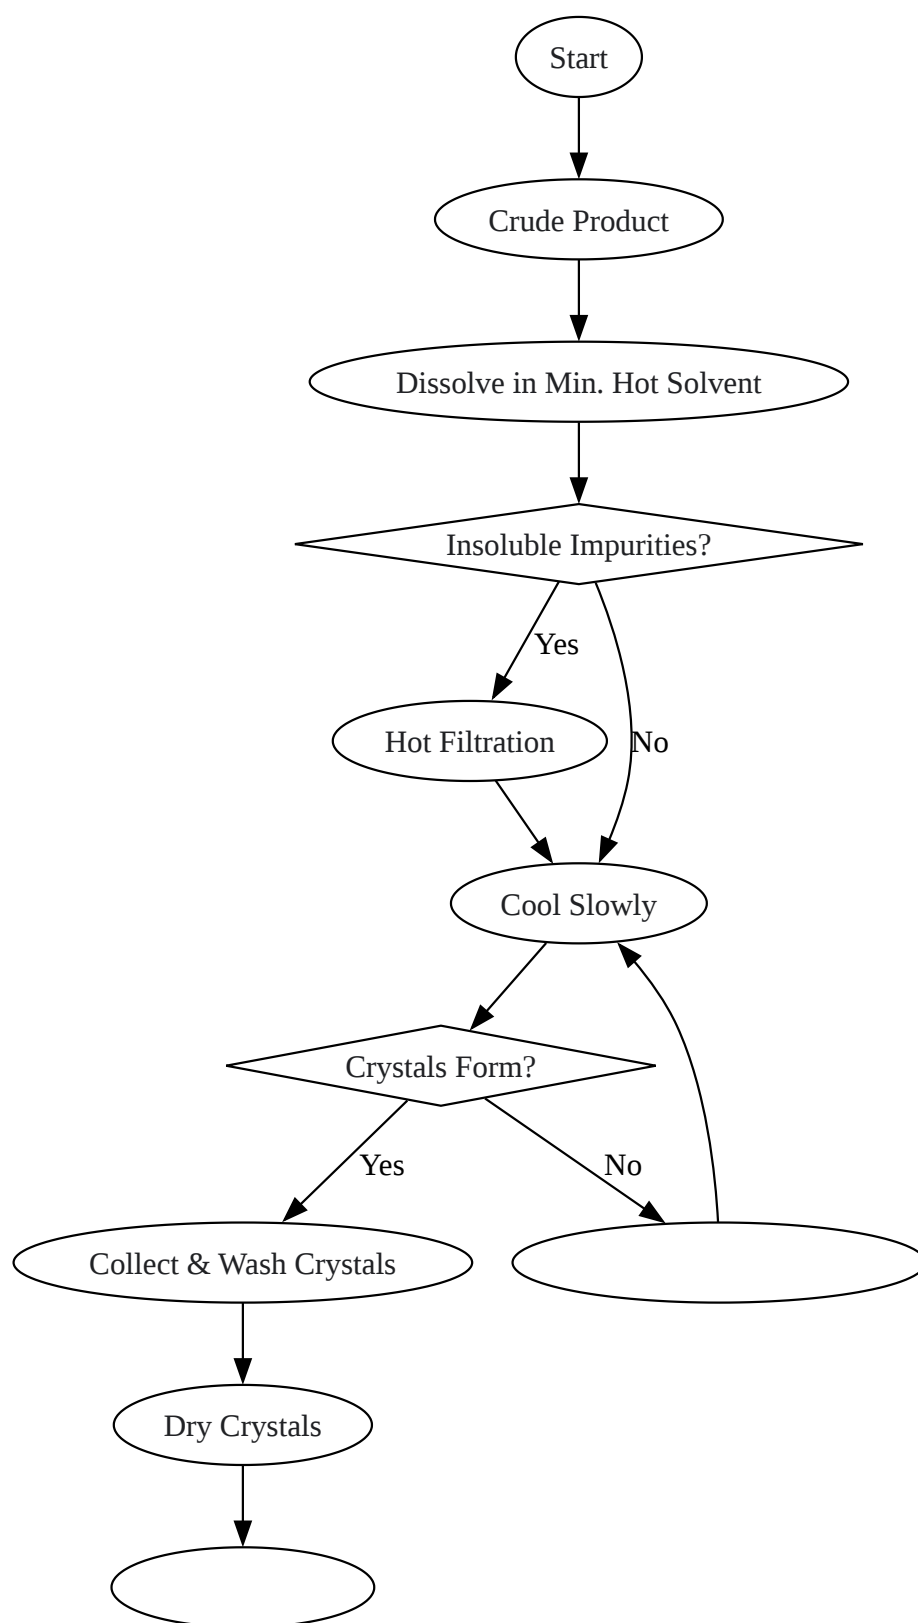 Start
Crude Product
Dissolve in Min. Hot Solvent
Insoluble Impurities?
Yes
Hot Filtration
No
Cool Slowly
Crystals Form?
Yes
No
Collect & Wash Crystals
Dry Crystals